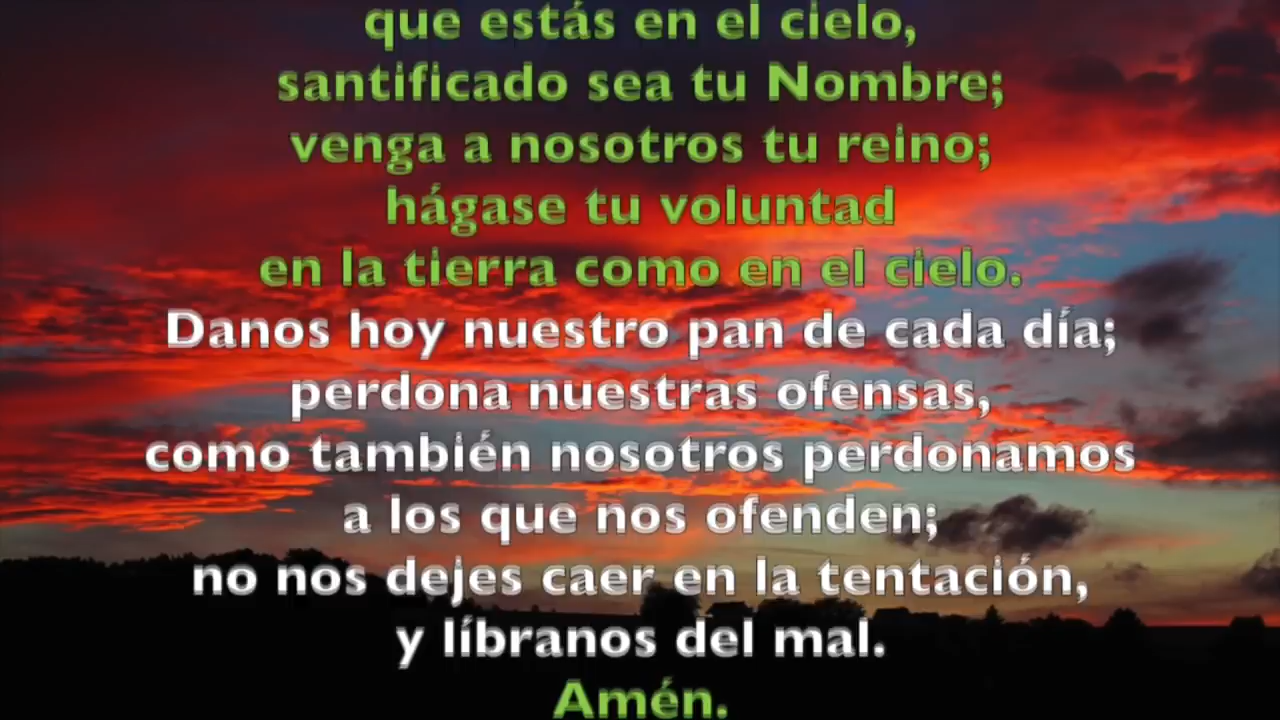 que estás en el cielo,
santificado sea tu Nombre;
venga a nosotros tu reino;
hágase tu voluntad
en la tierra como en el cielo.
Danos hoy nuestro pan de cada día;
perdona nuestras ofensas,
como también nosotros perdonamos
a los que nos ofenden;
no nos dejes caer en la tentación,
y líbranos del mal.
Amén.